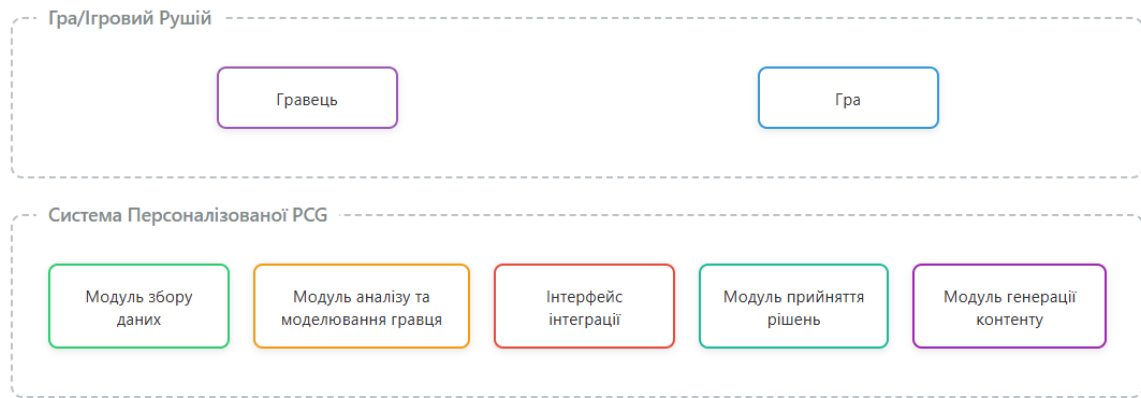 Гра/Ігровий Рушій
Гравець
Гра
Система Персоналізованої PCG
Модуль збору
даних
Модуль аналізу та
моделювання гравця
Інтерфейс
інтеграції
Модуль прийняття
рішень
Модуль генерації
контенту